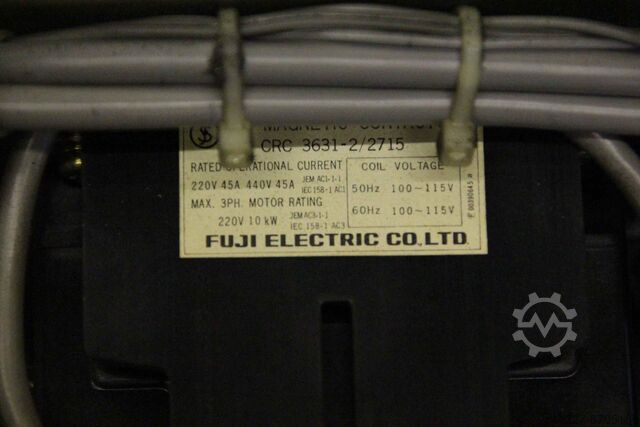 MAGNETIC CONTACT
CRC 3631-2/2715
RATED OPERATIONAL CURRENT
220V 45A 440V 45A JEM AC1-1-1 IEC 158-1 AC1
MAX. 3PH. MOTOR RATING
220V 10 kW JEM AC3-1-1 IEC 158-1 AC3
COIL VOLTAGE
50Hz 100~115V
60Hz 100~115V
FUJI ELECTRIC CO., LTD.